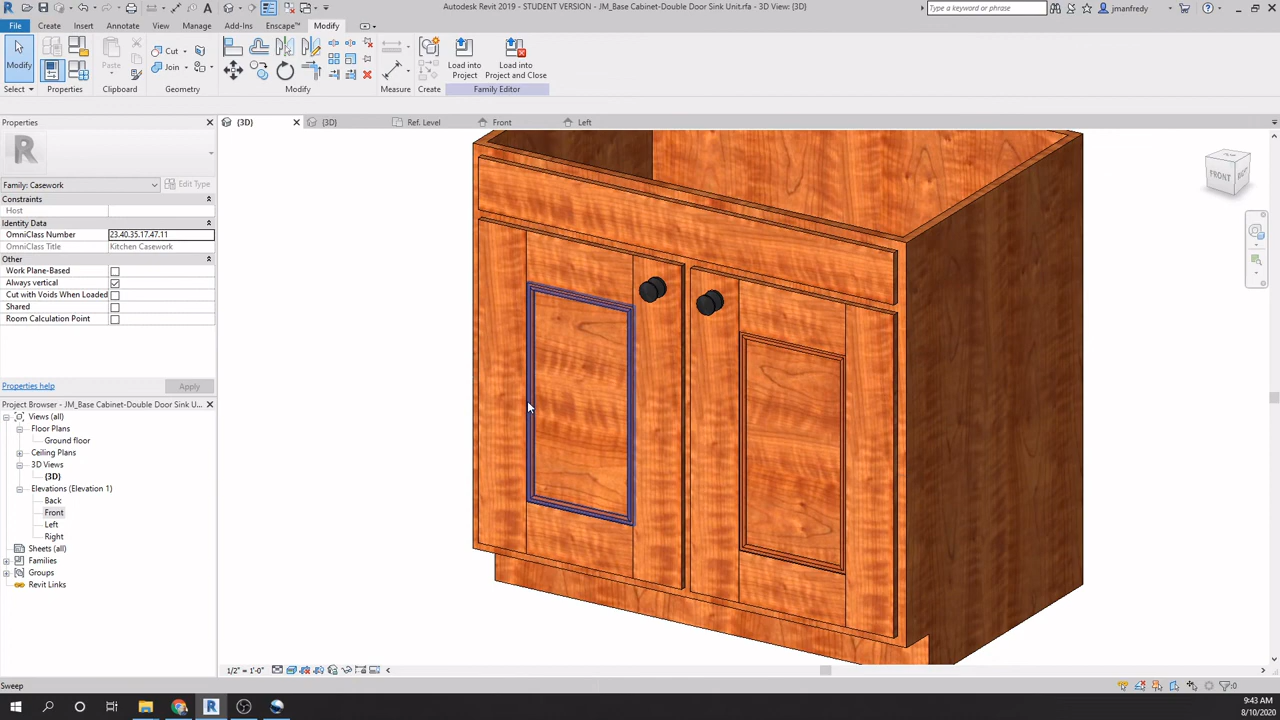 Autodesk Revit 2019 - STUDENT VERSION - JM_Base Cabinet-Double Door Sink Unit.rfa - 3D View: {3D}
Type a keyword or phrase
jmanfredy
File Create Insert Annotate View Manage Add-Ins Enscape™ Modify
Modify
Paste
Cut
Join
Load into
Project
Load into
Project and Close
Select Properties Clipboard Geometry Modify Measure Create Family Editor
Properties
{3D} {3D} Ref. Level Front Left
R
Family: Casework Edit Type
Constraints
Host
Identity Data
OmniClass Number 23.40.35.17.47.11
OmniClass Title Kitchen Casework
Other
Work Plane-Based
Always vertical
Cut with Voids When Loaded
Shared
Room Calculation Point
FRONT
Properties help Apply
Project Browser - JM_Base Cabinet-Double Door Sink U...
Views (all)
Floor Plans
Ground floor
Ceiling Plans
3D Views
{3D}
Elevations (Elevation 1)
Back
Front
Left
Right
Sheets (all)
Families
Groups
Revit Links
1/2" = 1'-0"
Sweep
:0
9:43 AM
8/10/2020